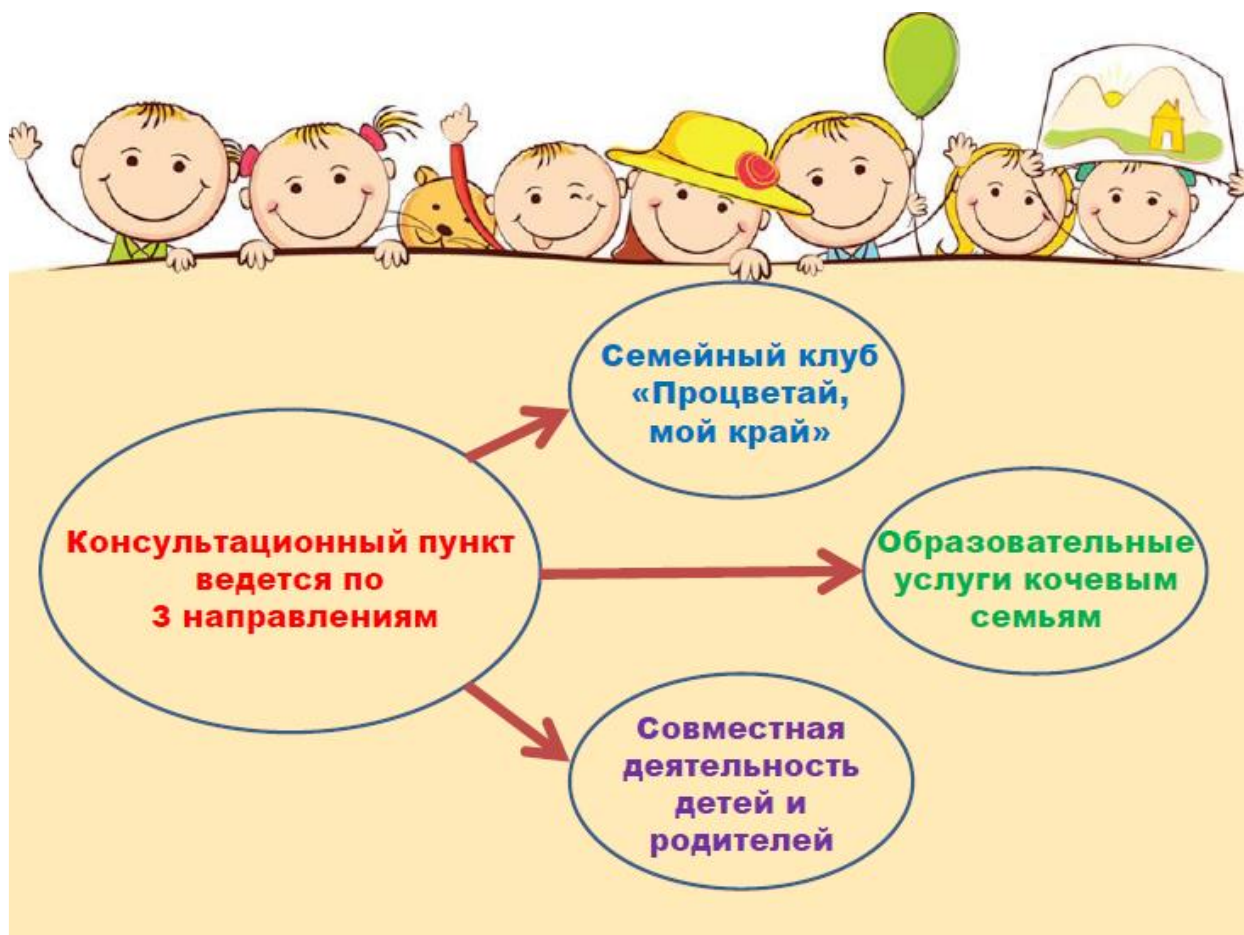 Семейный клуб
«Процветай,
мой край»
Консультационный пункт
ведется по
3 направлениям
Образовательные
услуги кочевым
семьям
Совместная
деятельность
детей и
родителей